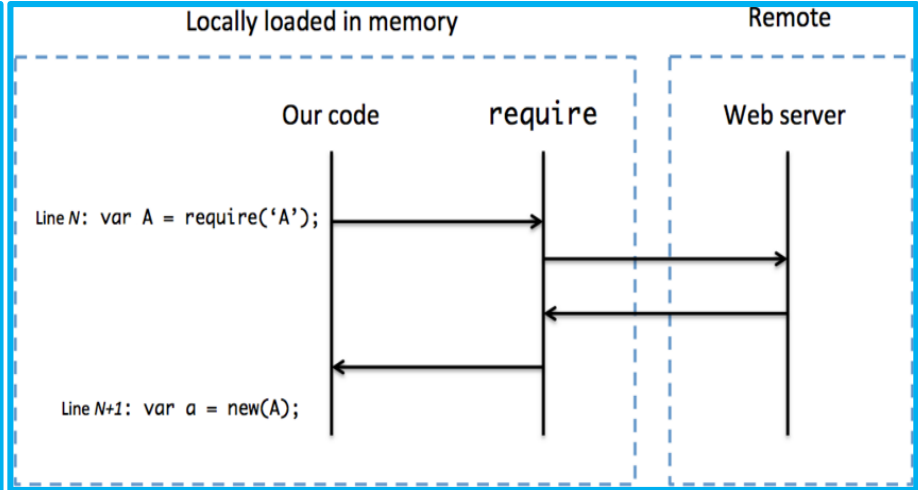 Locally loaded in memory
Remote
Our code
require
Web server
Line N: var A = require(‘A’);
Line N+1: var a = new(A);